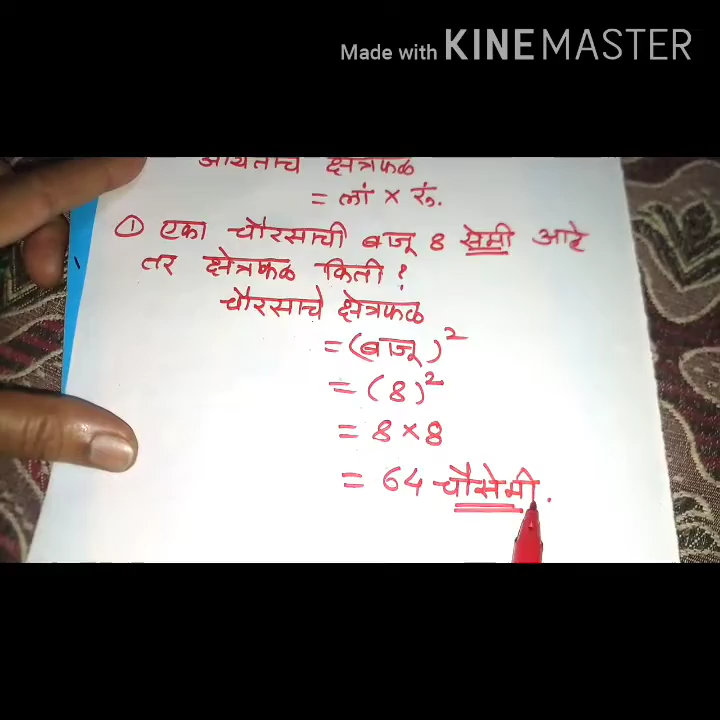 Made with KINEMASTER
आयताचे क्षेत्रफळ
= लां × रुं.
① एका चौरसाची बाजू 8 सेमी आहे
तर क्षेत्रफळ किती?
चौरसाचे क्षेत्रफळ
= (बाजू)²
= (8)²
= 8 × 8
= 64 चौसेमी.